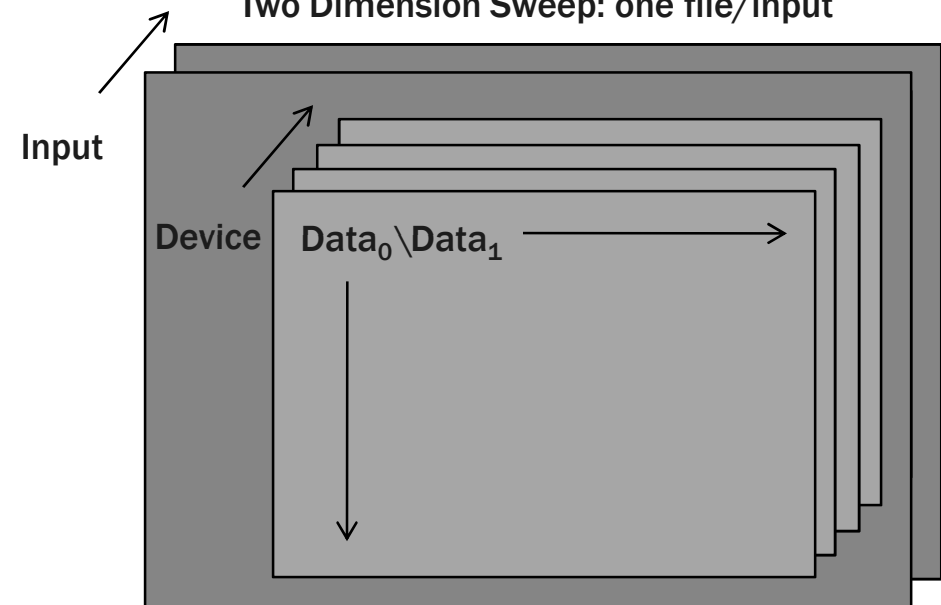 Two Dimension Sweep: one file/input
Input
Device
Data₀\Data₁